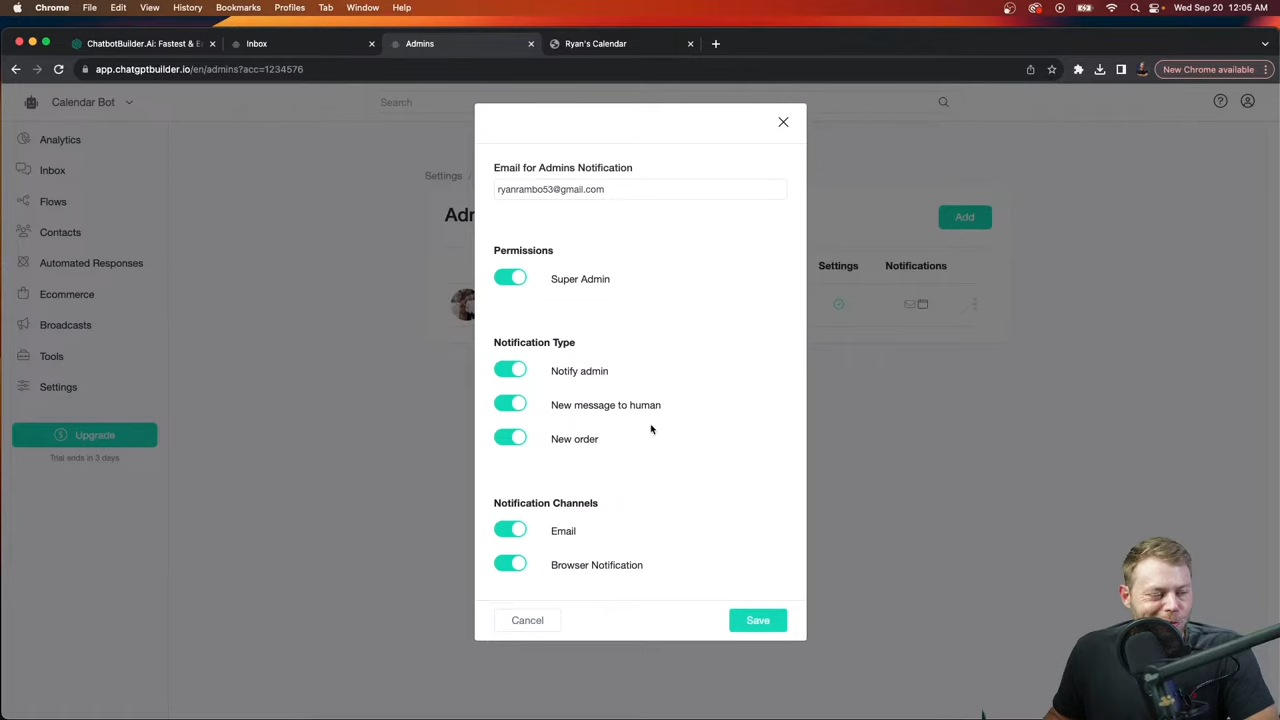 Chrome File Edit View History Bookmarks Profiles Tab Window Help Wed Sep 20 12:05 AM
ChatbotBuilder.Ai: Fastest & E
Inbox
Admins
Ryan's Calendar
app.chatgptbuilder.io/en/admins?acc=1234576
New Chrome available
Calendar Bot
Search
Analytics
Inbox
Flows
Contacts
Automated Responses
Ecommerce
Broadcasts
Tools
Settings
Upgrade
Trial ends in 3 days
Settings /
Adr
Add
Settings Notifications
Email for Admins Notification
ryanrambo53@gmail.com
Permissions
Super Admin
Notification Type
Notify admin
New message to human
New order
Notification Channels
Email
Browser Notification
Cancel
Save